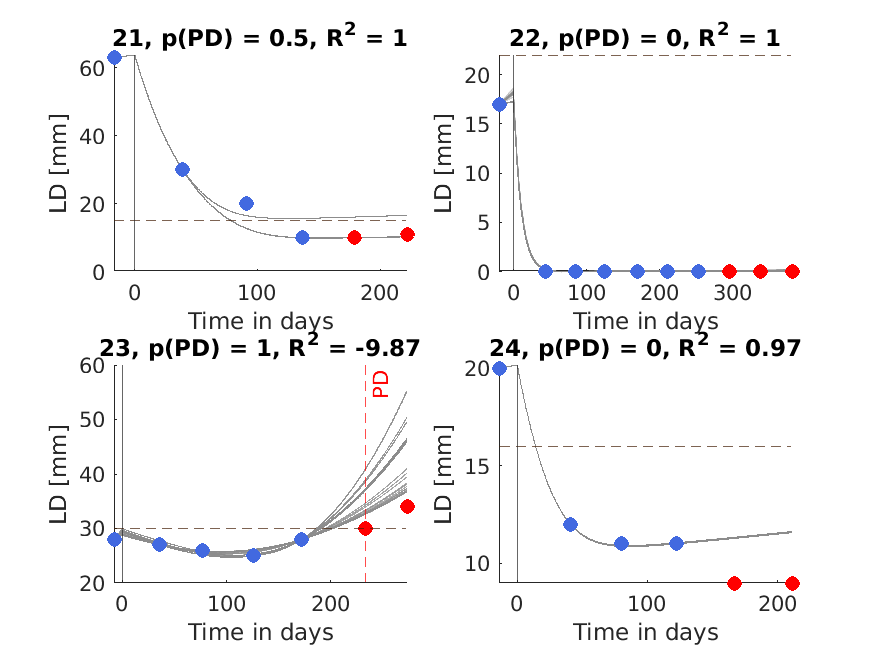 21, p(PD) = 0.5, R² = 1
60
40
20
0
LD [mm]
0
100
200
Time in days
22, p(PD) = 0, R² = 1
20
15
10
5
0
LD [mm]
0
100
200
300
Time in days
23, p(PD) = 1, R² = -9.87
60
50
40
30
20
LD [mm]
PD
0
100
200
Time in days
24, p(PD) = 0, R² = 0.97
20
15
10
LD [mm]
0
100
200
Time in days